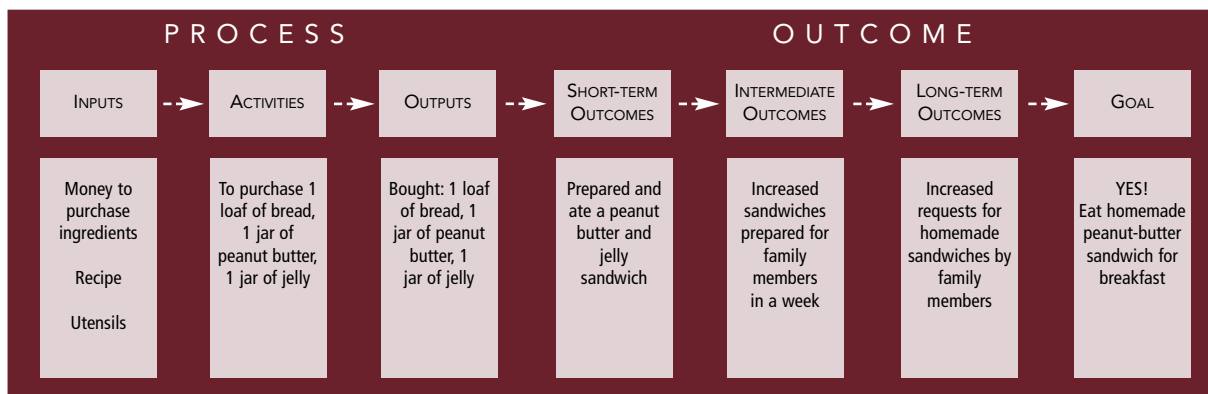 PROCESS
OUTCOME
INPUTS
ACTIVITIES
OUTPUTS
SHORT-TERM
OUTCOMES
INTERMEDIATE
OUTCOMES
LONG-TERM
OUTCOMES
GOAL
Money to
purchase
ingredients
Recipe
Utensils
To purchase 1
loaf of bread,
1 jar of
peanut butter,
1 jar of jelly
Bought: 1 loaf
of bread, 1
jar of peanut
butter, 1
jar of jelly
Prepared and
ate a peanut
butter and
jelly
sandwich
Increased
sandwiches
prepared for
family
members
in a week
Increased
requests for
homemade
sandwiches by
family
members
YES!
Eat homemade
peanut-butter
sandwich for
breakfast